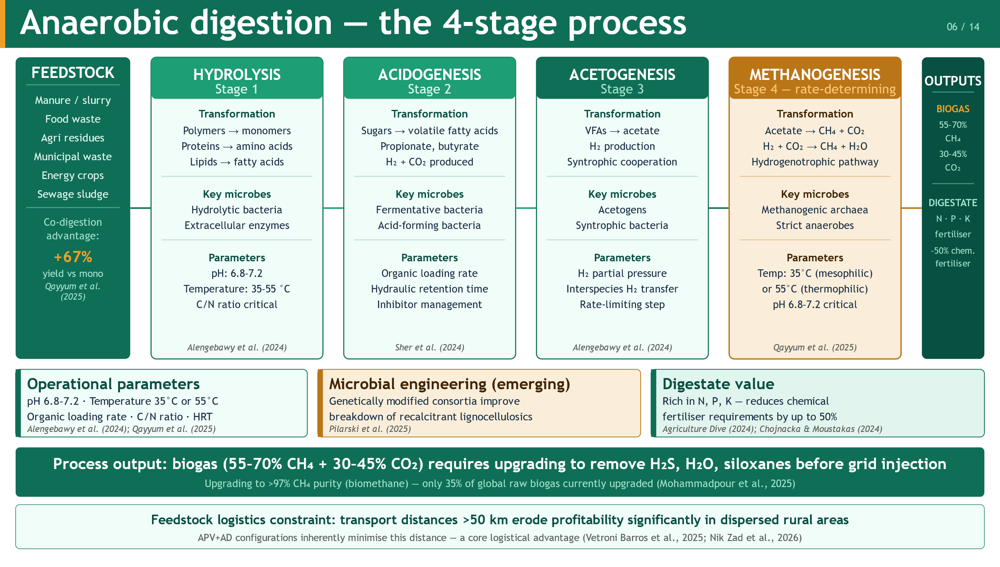 Anaerobic digestion — the 4-stage process
06 / 14
FEEDSTOCK
Manure / slurry
Food waste
Agri residues
Municipal waste
Energy crops
Sewage sludge
Co-digestion
advantage:
+67%
yield vs mono
Qayyum et al.
(2025)
HYDROLYSIS
Stage 1
Transformation
Polymers → monomers
Proteins → amino acids
Lipids → fatty acids
Key microbes
Hydrolytic bacteria
Extracellular enzymes
Parameters
pH: 6.8–7.2
Temperature: 35–55 °C
C/N ratio critical
Alengebawy et al. (2024)
ACIDOGENESIS
Stage 2
Transformation
Sugars → volatile fatty acids
Propionate, butyrate
H₂ + CO₂ produced
Key microbes
Fermentative bacteria
Acid-forming bacteria
Parameters
Organic loading rate
Hydraulic retention time
Inhibitor management
Sher et al. (2024)
ACETOGENESIS
Stage 3
Transformation
VFAs → acetate
H₂ production
Syntrophic cooperation
Key microbes
Acetogens
Syntrophic bacteria
Parameters
H₂ partial pressure
Interspecies H₂ transfer
Rate-limiting step
Alengebawy et al. (2024)
METHANOGENESIS
Stage 4 — rate-determining
Transformation
Acetate → CH₄ + CO₂
H₂ + CO₂ → CH₄ + H₂O
Hydrogenotrophic pathway
Key microbes
Methanogenic archaea
Strict anaerobes
Parameters
Temp: 35°C (mesophilic)
or 55°C (thermophilic)
pH 6.8–7.2 critical
Qayyum et al. (2025)
OUTPUTS
BIOGAS
55–70%
CH₄
30–45%
CO₂
DIGESTATE
N · P · K
fertiliser
-50% chem.
fertiliser
Operational parameters
pH 6.8–7.2 · Temperature 35°C or 55°C
Organic loading rate · C/N ratio · HRT
Alengebawy et al. (2024); Qayyum et al. (2025)
Microbial engineering (emerging)
Genetically modified consortia improve
breakdown of recalcitrant lignocellulosics
Pilarski et al. (2025)
Digestate value
Rich in N, P, K — reduces chemical
fertiliser requirements by up to 50%
Agriculture Dive (2024); Chojnacka & Moustakas (2024)
Process output: biogas (55–70% CH₄ + 30–45% CO₂) requires upgrading to remove H₂S, H₂O, siloxanes before grid injection
Upgrading to >97% CH₄ purity (biomethane) — only 35% of global raw biogas currently upgraded (Mohammadpour et al., 2025)
Feedstock logistics constraint: transport distances >50 km erode profitability significantly in dispersed rural areas
APV+AD configurations inherently minimise this distance — a core logistical advantage (Vetroni Barros et al., 2025; Nik Zad et al., 2026)